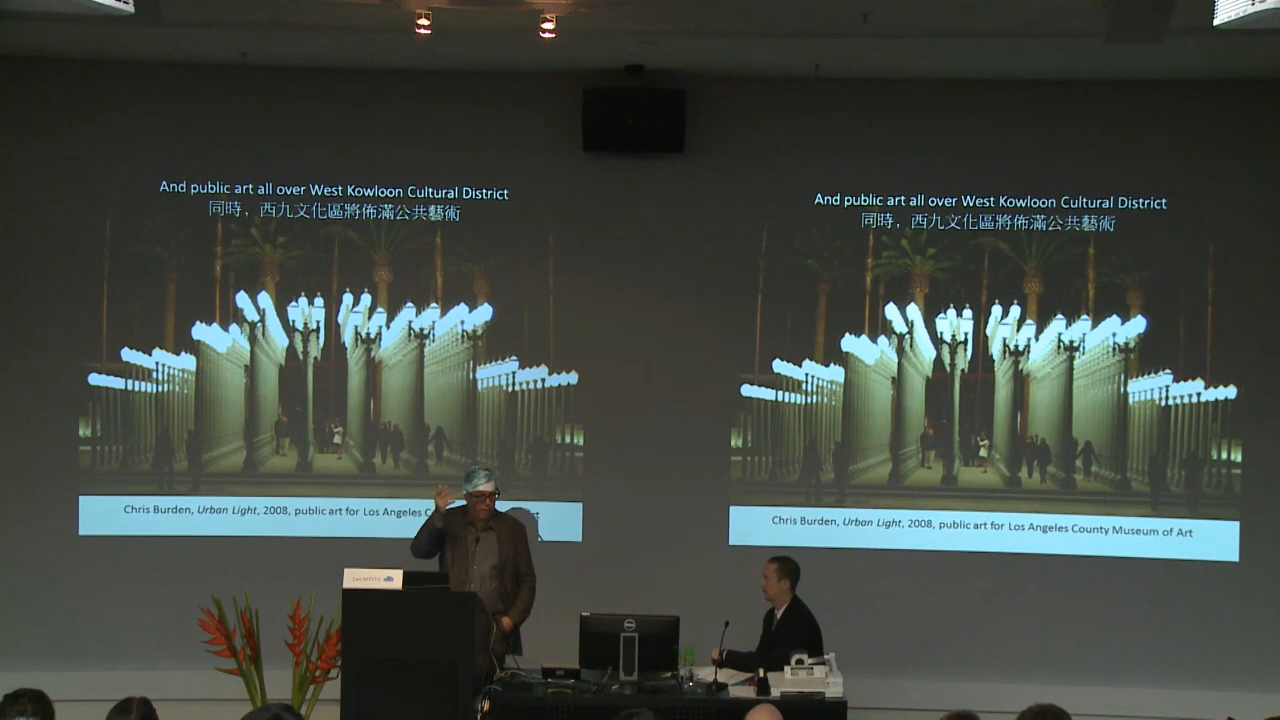 And public art all over West Kowloon Cultural District
同時，西九文化區將佈滿公共藝術
Chris Burden, Urban Light, 2008, public art for Los Angeles C
And public art all over West Kowloon Cultural District
同時，西九文化區將佈滿公共藝術
Chris Burden, Urban Light, 2008, public art for Los Angeles County Museum of Art
Lars NITTVE
DELL